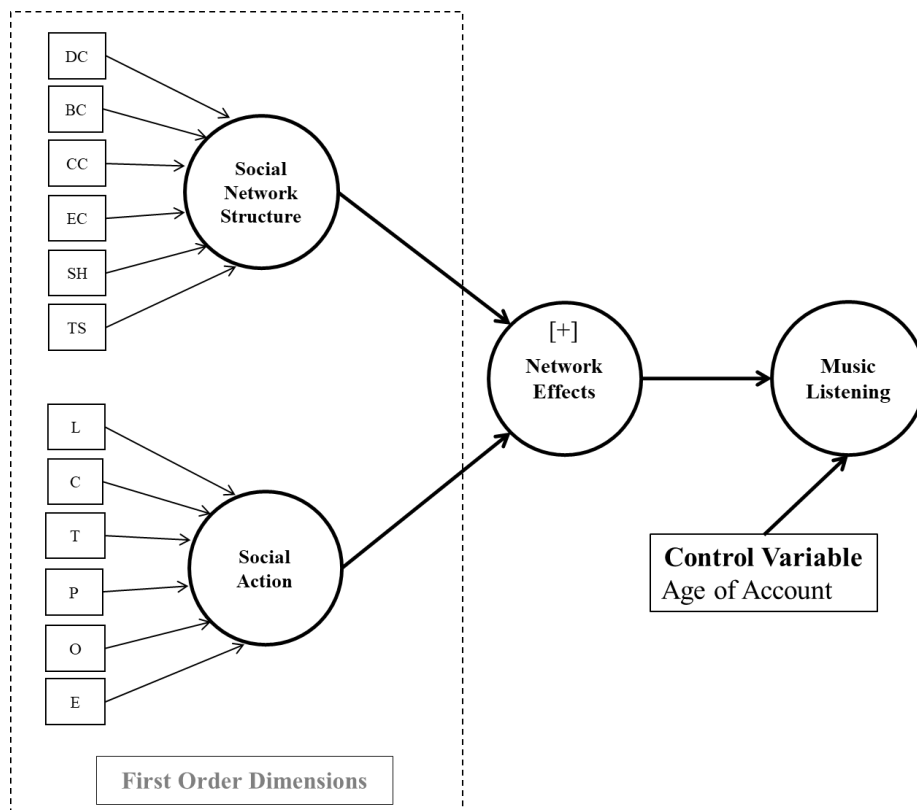 DC
BC
CC
EC
SH
TS
Social
Network
Structure
[+]
Network
Effects
Music
Listening
L
C
T
P
O
E
Social
Action
Control Variable
Age of Account
First Order Dimensions